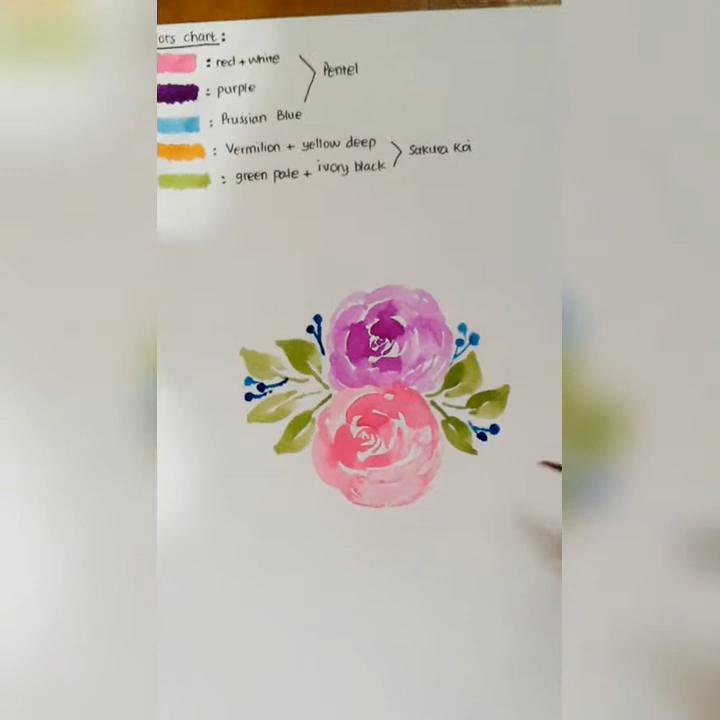 ors chart:
: red + white
Pentel
: purple
: Prussian Blue
: Vermilion + yellow deep
Sakura Koi
: green pale + ivory black